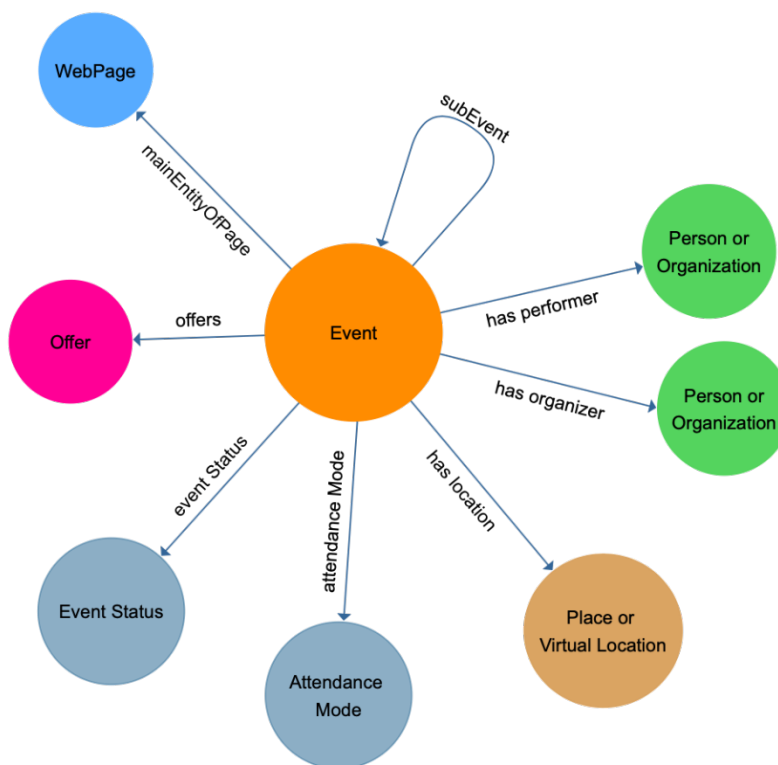 WebPage
subEvent
mainEntityOfPage
Person or
Organization
has performer
offers
Event
Offer
has organizer
Person or
Organization
event Status
attendance Mode
has location
Event Status
Place or
Virtual Location
Attendance
Mode